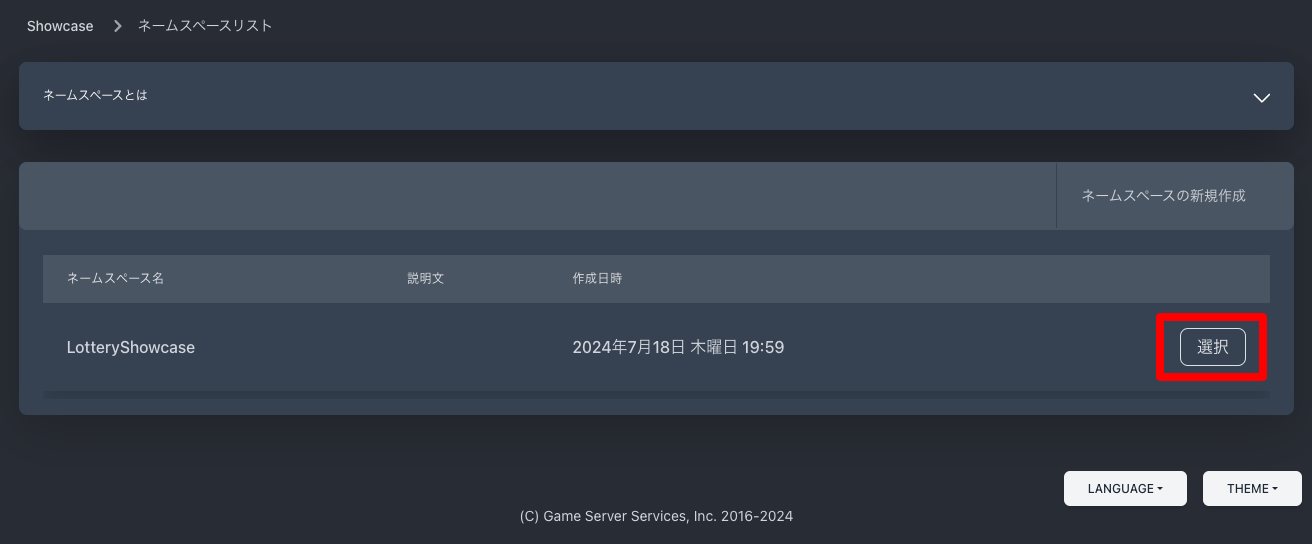 Showcase ネームスペースリスト
ネームスペースとは
ネームスペースの新規作成
ネームスペース名 説明文 作成日時
LotteryShowcase 2024年7月18日 木曜日 19:59 選択
LANGUAGE THEME
(C) Game Server Services, Inc. 2016-2024